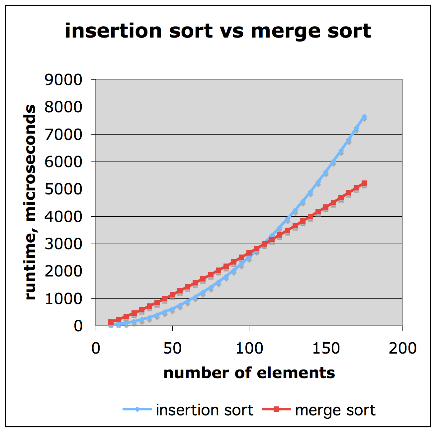 insertion sort vs merge sort
9000
8000
7000
6000
5000
4000
3000
2000
1000
0
runtime, microseconds
0 50 100 150 200
number of elements
insertion sort merge sort